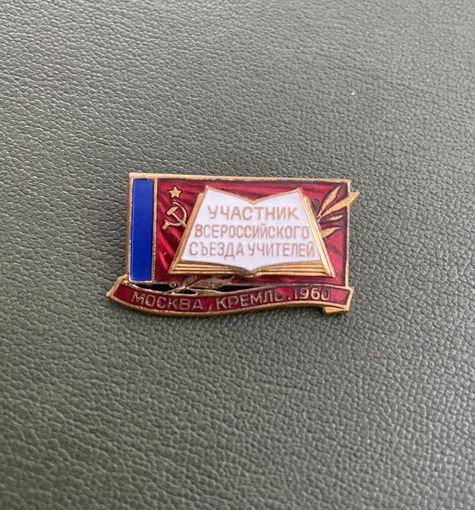 УЧАСТНИК
ВСЕРОССИЙСКОГО
СЪЕЗДА УЧИТЕЛЕЙ
МОСКВА, КРЕМЛЬ. 1960